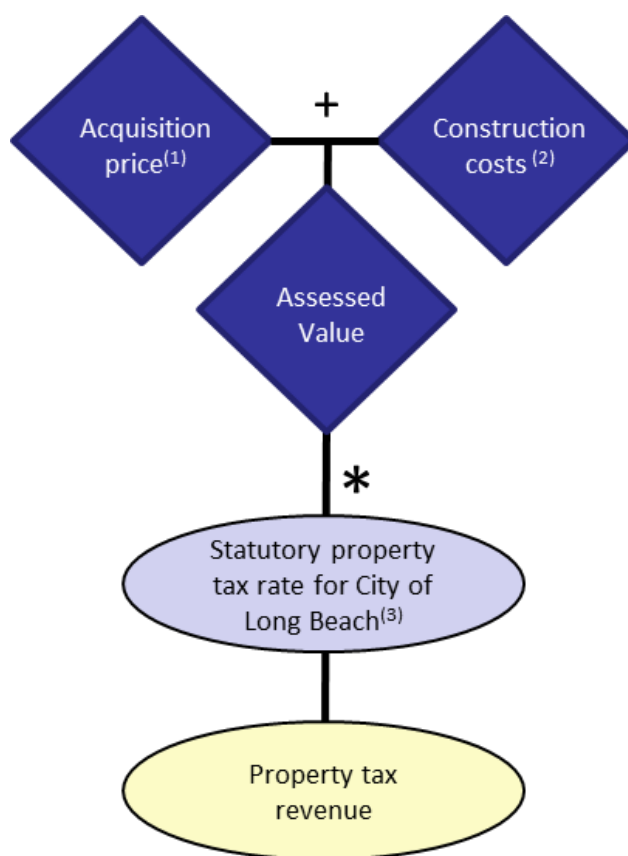 +
Acquisition
price(1)
Construction
costs (2)
Assessed
Value
*
Statutory property
tax rate for City of
Long Beach(3)
Property tax
revenue